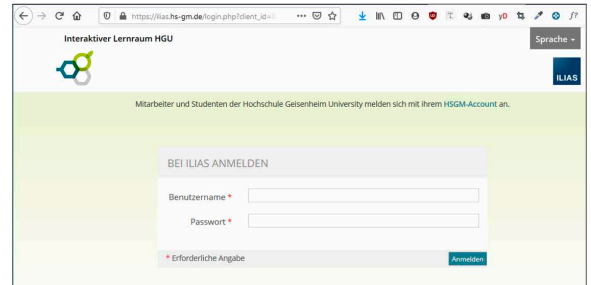 https://ilias.hs-gm.de/login.php?client_id=
Interaktiver Lernraum HGU
Sprache
ILIAS
Mitarbeiter und Studenten der Hochschule Geisenheim University melden sich mit ihrem HSGM-Account an.
BEI ILIAS ANMELDEN
Benutzername *
Passwort *
* Erforderliche Angabe
Anmelden